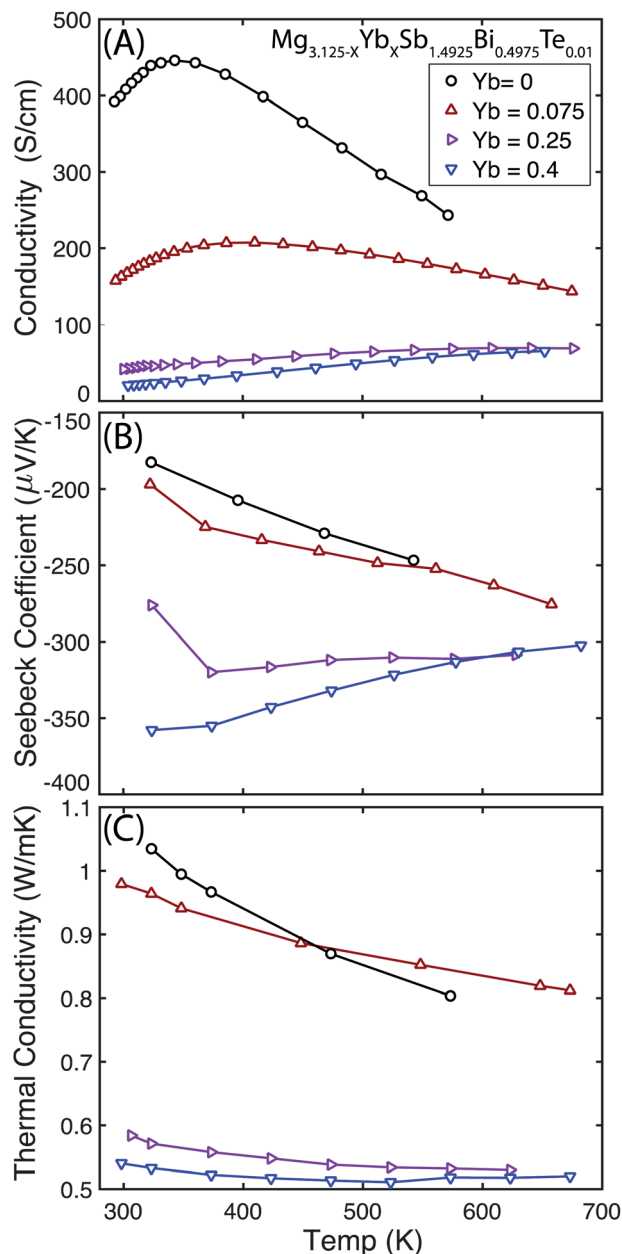 (A) Mg3.125-XYbXSb1.4925Bi0.4975Te0.01
Yb= 0
Yb = 0.075
Yb = 0.25
Yb = 0.4
500
400
300
200
100
0
Conductivity (S/cm)
(B)
-150
-200
-250
-300
-350
-400
Seebeck Coefficient (μV/K)
(C)
1.1
1
0.9
0.8
0.7
0.6
0.5
Thermal Conductivity (W/mK)
300 400 500 600 700
Temp (K)